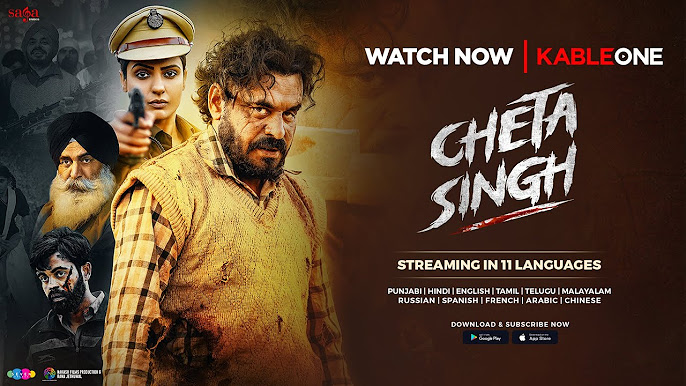 saga
WATCH NOW | KABLEONE
CHETA
SINGH
STREAMING IN 11 LANGUAGES
PUNJABI | HINDI | ENGLISH | TAMIL | TELUGU | MALAYALAM
RUSSIAN | SPANISH | FRENCH | ARABIC | CHINESE
DOWNLOAD & SUBSCRIBE NOW
Google Play
App Store